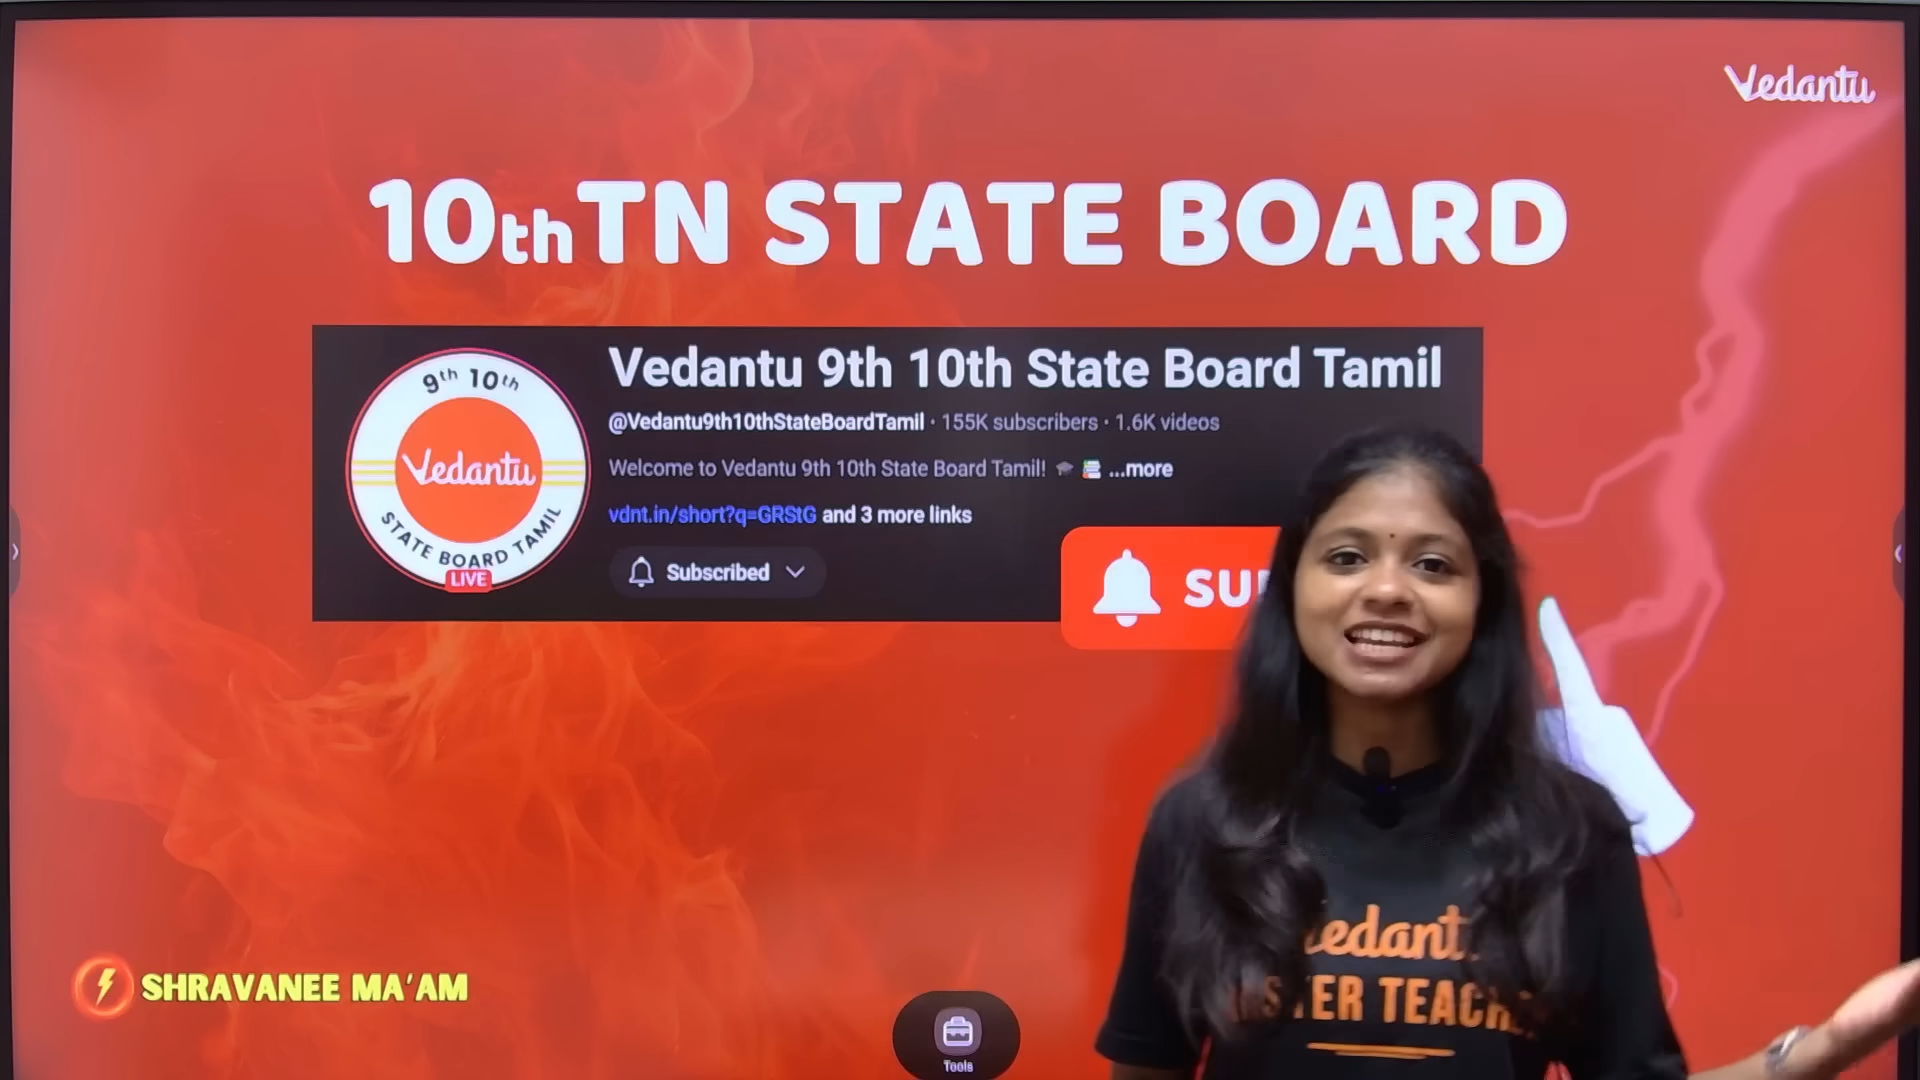 Vedantu
10th TN STATE BOARD
9th 10th
Vedantu
STATE BOARD TAMIL
LIVE
Vedantu 9th 10th State Board Tamil
@Vedantu9th10thStateBoardTamil · 155K subscribers · 1.6K videos
Welcome to Vedantu 9th 10th State Board Tamil! 🎓 📚 ...more
vdnt.in/short?q=GRStG and 3 more links
Subscribed
SHRAVANEE MA'AM
Tools